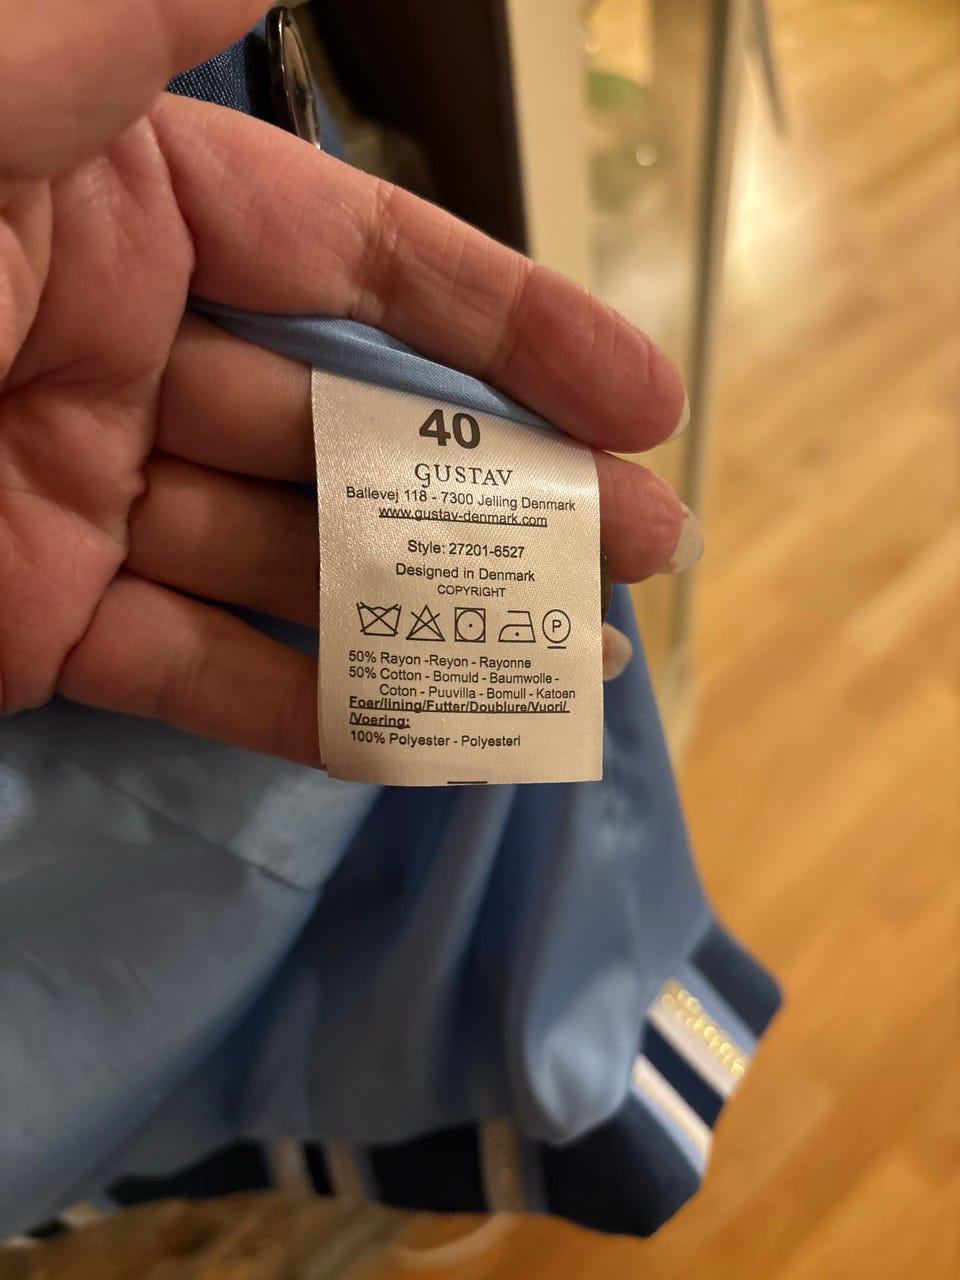 40
GUSTAV
Ballevej 118 - 7300 Jelling Denmark
www.gustav-denmark.com
Style: 27201-6527
Designed in Denmark
COPYRIGHT
P
50% Rayon -Reyon - Rayonne
50% Cotton - Bomuld - Baumwolle -
Coton - Puuvilla - Bomull - Katoen
Foer/lining/Futter/Doublure/Vuori/
/Voering:
100% Polyester - Polyesteri